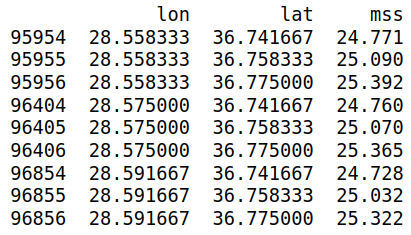 lon lat mss
95954 28.558333 36.741667 24.771
95955 28.558333 36.758333 25.090
95956 28.558333 36.775000 25.392
96404 28.575000 36.741667 24.760
96405 28.575000 36.758333 25.070
96406 28.575000 36.775000 25.365
96854 28.591667 36.741667 24.728
96855 28.591667 36.758333 25.032
96856 28.591667 36.775000 25.322